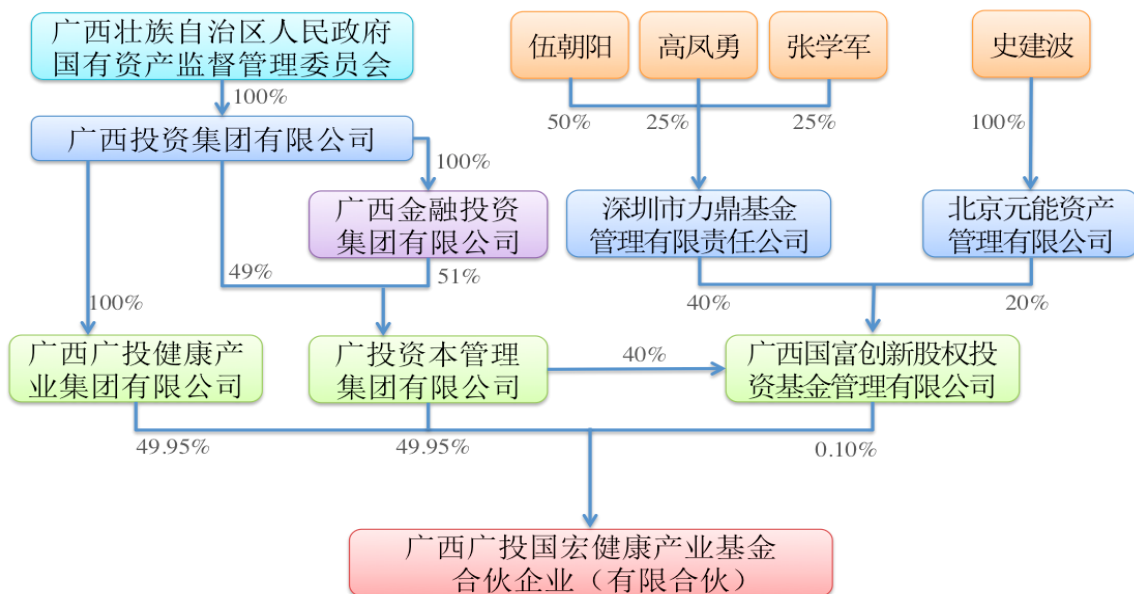 广西壮族自治区人民政府
国有资产监督管理委员会
伍朝阳
高凤勇
张学军
史建波
100%
50%
25%
25%
100%
广西投资集团有限公司
100%
广西金融投资
集团有限公司
深圳市力鼎基金
管理有限责任公司
北京元能资产
管理有限公司
49%
51%
40%
20%
100%
广西广投健康产
业集团有限公司
广投资本管理
集团有限公司
40%
广西国富创新股权投
资基金管理有限公司
49.95%
49.95%
0.10%
广西广投国宏健康产业基金
合伙企业（有限合伙）